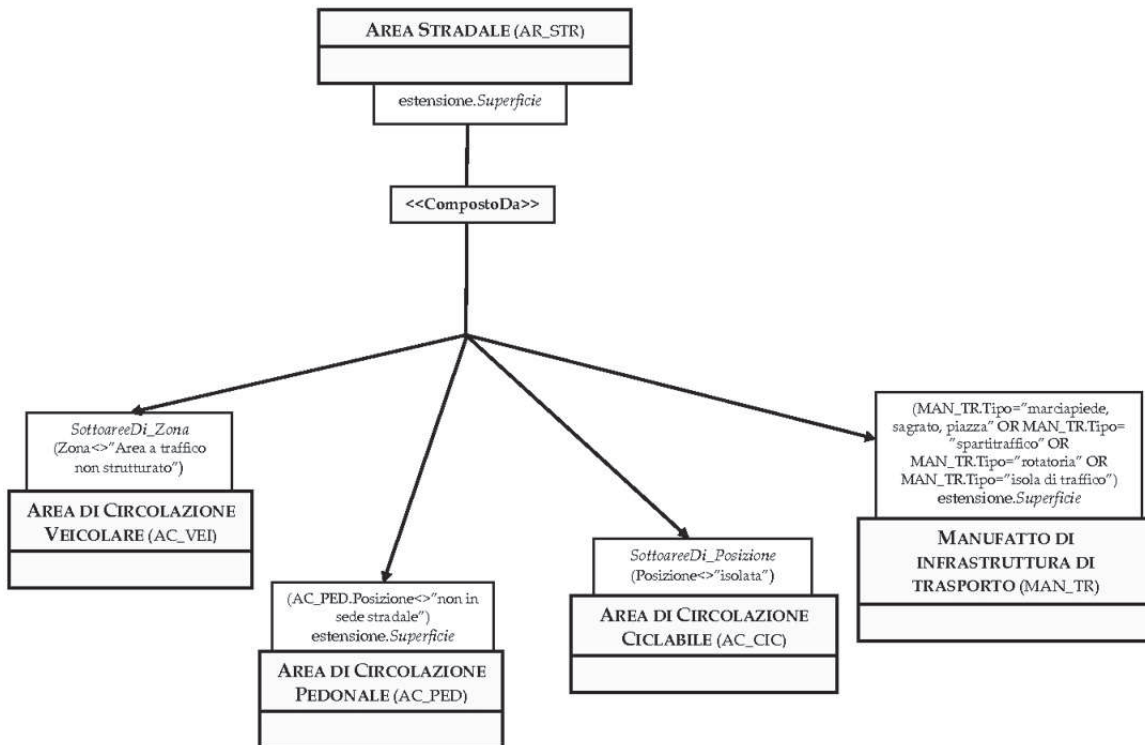 AREA STRADALE (AR_STR)
estensione.Superficie
<<CompostoDa>>
SottoareeDi_Zona
(Zona<>"Area a traffico
non strutturato")
AREA DI CIRCOLAZIONE
VEICOLARE (AC_VEI)
(AC_PED.Posizione<>"non in
sede stradale")
estensione.Superficie
AREA DI CIRCOLAZIONE
PEDONALE (AC_PED)
SottoareeDi_Posizione
(Posizione<>"isolata")
AREA DI CIRCOLAZIONE
CICLABILE (AC_CIC)
(MAN_TR.Tipo="marciapiede,
sagrato, piazza" OR MAN_TR.Tipo=
"spartitraffico" OR
MAN_TR.Tipo="rotatoria" OR
MAN_TR.Tipo="isola di traffico")
estensione.Superficie
MANUFATTO DI
INFRASTRUTTURA DI
TRASPORTO (MAN_TR)